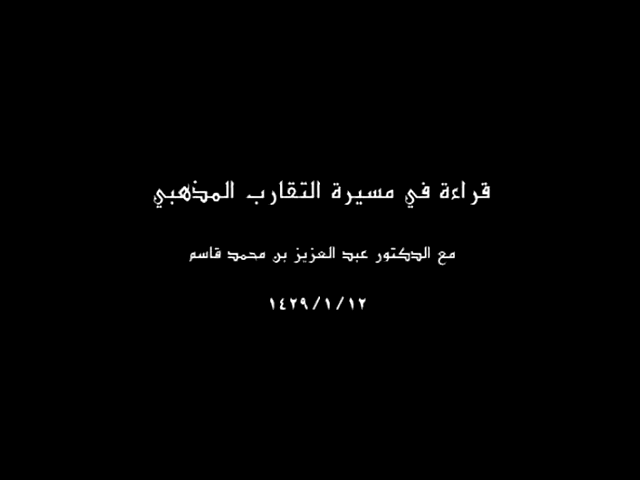 قراءة في مسيرة التقارب المذهبي
مع الدكتور عبد العزيز بن محمد قاسم
١٤٢٩/١/١٢